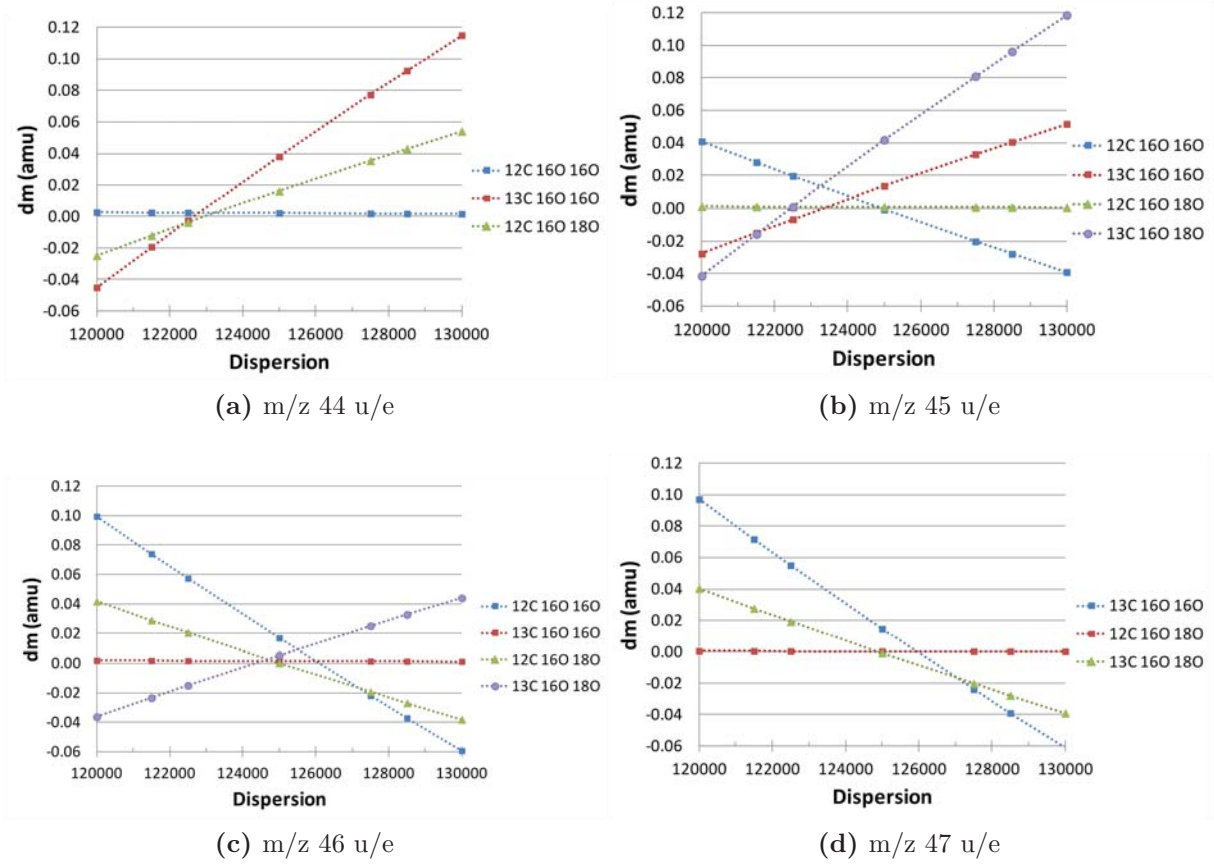 0.12
0.10
0.08
0.06
0.04
0.02
0.00
-0.02
-0.04
-0.06
dm (amu)
120000 122000 124000 126000 128000 130000
Dispersion
12C 16O 16O
13C 16O 16O
12C 16O 18O
(a) m/z 44 u/e
0.12
0.10
0.08
0.06
0.04
0.02
0.00
-0.02
-0.04
-0.06
dm (amu)
120000 122000 124000 126000 128000 130000
Dispersion
12C 16O 16O
13C 16O 16O
12C 16O 18O
13C 16O 18O
(b) m/z 45 u/e
0.12
0.10
0.08
0.06
0.04
0.02
0.00
-0.02
-0.04
-0.06
dm (amu)
120000 122000 124000 126000 128000 130000
Dispersion
12C 16O 16O
13C 16O 16O
12C 16O 18O
13C 16O 18O
(c) m/z 46 u/e
0.12
0.10
0.08
0.06
0.04
0.02
0.00
-0.02
-0.04
-0.06
dm (amu)
120000 122000 124000 126000 128000 130000
Dispersion
13C 16O 16O
12C 16O 18O
13C 16O 18O
(d) m/z 47 u/e